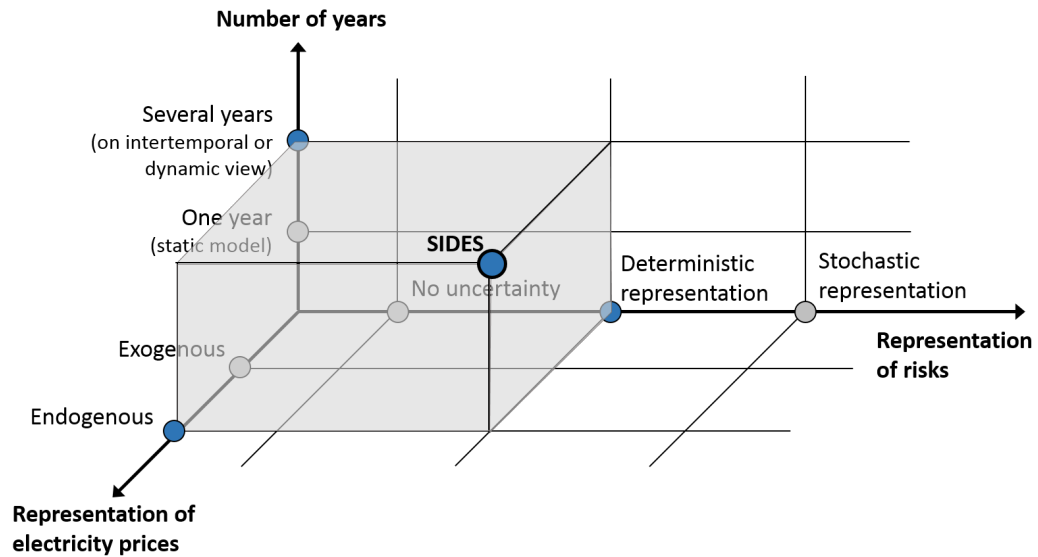 Number of years
Several years
(on intertemporal or
dynamic view)
One year
(static model)
SIDES
No uncertainty
Deterministic
representation
Stochastic
representation
Representation
of risks
Exogenous
Endogenous
Representation of
electricity prices